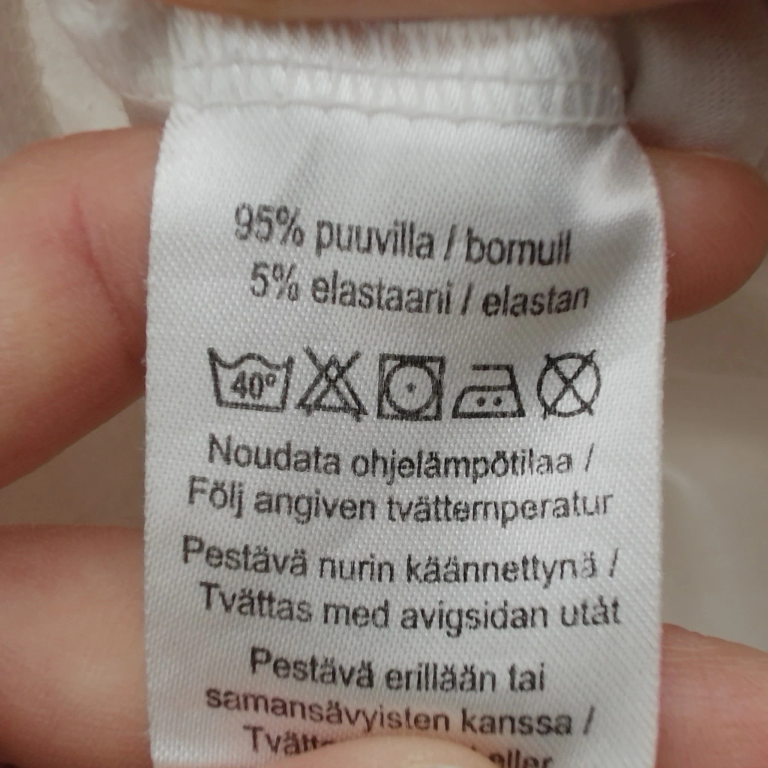 95% puuvilla / bomull
5% elastaani / elastan
40°
Noudata ohjelämpötilaa /
Följ angiven tvättemperatur
Pestävä nurin käännettynä /
Tvättas med avigsidan utåt
Pestävä erillään tai
samansävyisten kanssa /
eller